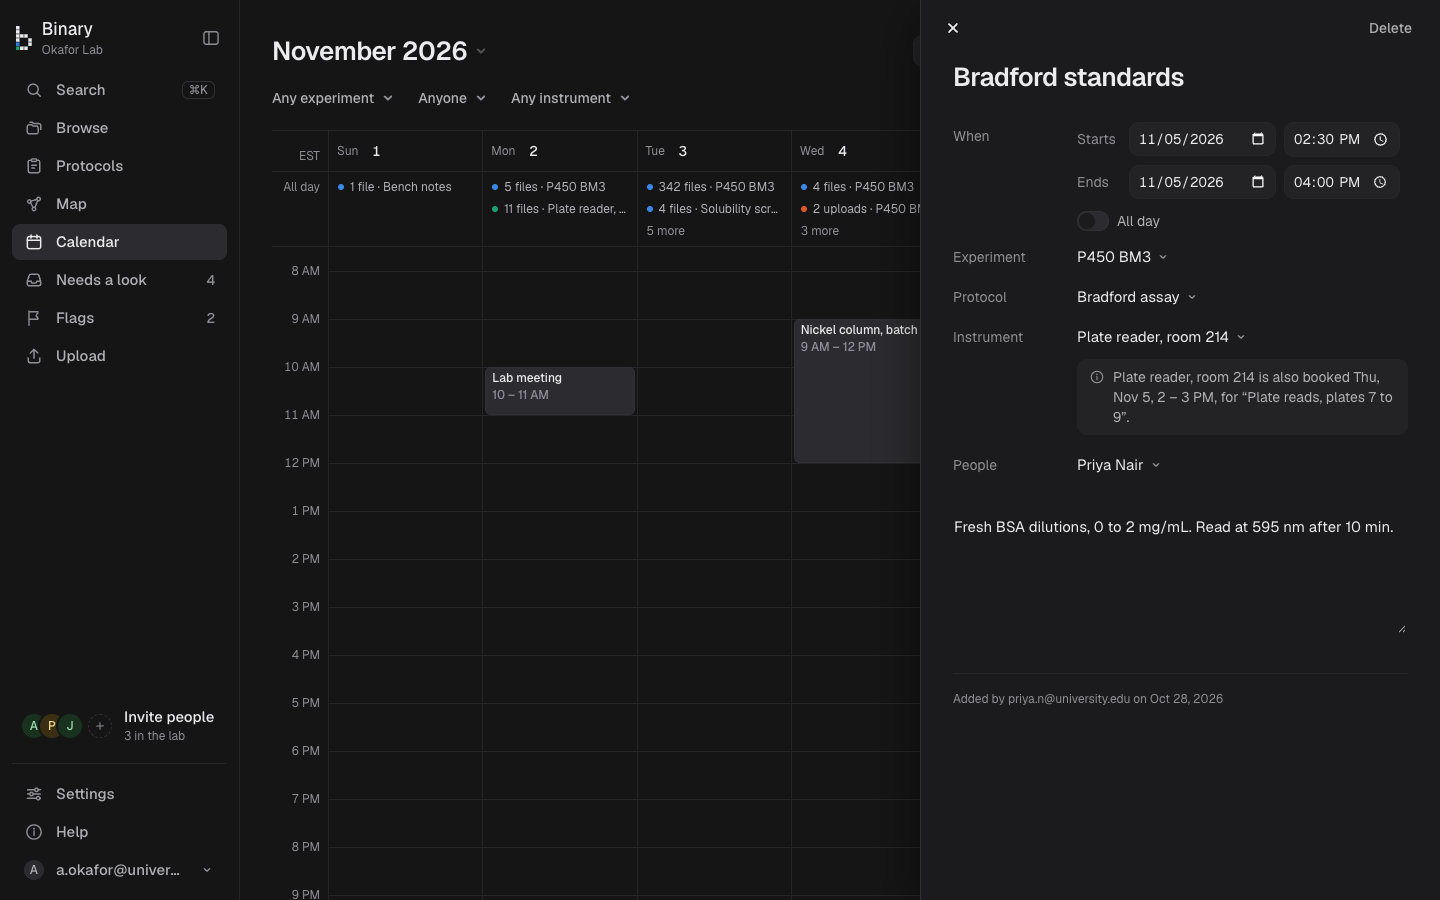 Binary
Okafor Lab
Search ⌘K
Browse
Protocols
Map
Calendar
Needs a look 4
Flags 2
Upload
A P J + Invite people
3 in the lab
Settings
Help
A a.okafor@univer...
November 2026
Any experiment Anyone Any instrument
EST Sun 1 Mon 2 Tue 3 Wed 4
All day
1 file · Bench notes
5 files · P450 BM3
11 files · Plate reader, ...
342 files · P450 BM3
4 files · Solubility scr...
5 more
4 files · P450 BM3
2 uploads · P450 BM
3 more
8 AM
9 AM
10 AM
11 AM
12 PM
1 PM
2 PM
3 PM
4 PM
5 PM
6 PM
7 PM
8 PM
9 PM
Lab meeting
10 – 11 AM
Nickel column, batch
9 AM – 12 PM
Delete
Bradford standards
When
Starts 11/05/2026 02:30 PM
Ends 11/05/2026 04:00 PM
All day
Experiment P450 BM3
Protocol Bradford assay
Instrument Plate reader, room 214
Plate reader, room 214 is also booked Thu,
Nov 5, 2 – 3 PM, for “Plate reads, plates 7 to
9”.
People Priya Nair
Fresh BSA dilutions, 0 to 2 mg/mL. Read at 595 nm after 10 min.
Added by priya.n@university.edu on Oct 28, 2026